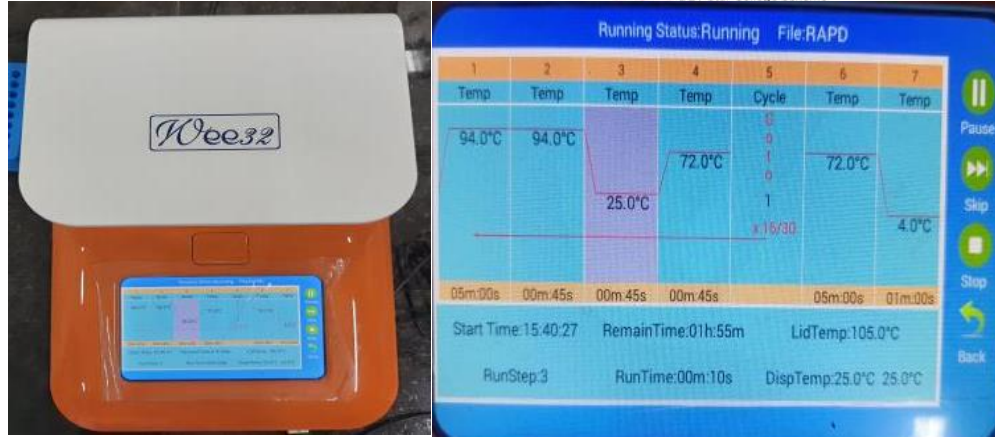 Wee32
Running Status:Running File:RAPD
1 2 3 4 5 6 7
Temp Temp Temp Temp Cycle Temp Temp
94.0°C 94.0°C 25.0°C 72.0°C Goto 1 x 16/30 72.0°C 4.0°C
05m:00s 00m:45s 00m:45s 00m:45s 05m:00s 01m:00s
Start Time:15:40:27 RemainTime:01h:55m LidTemp:105.0°C
RunStep:3 RunTime:00m:10s DispTemp:25.0°C 25.0°C
Pause
Skip
Stop
Back